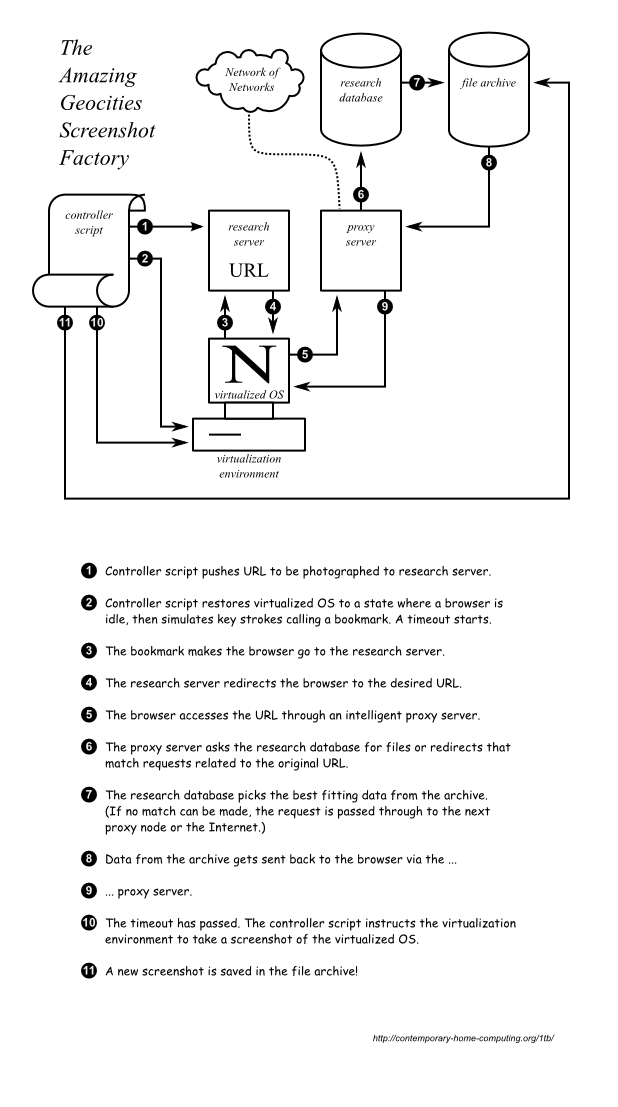 The
Amazing
Geocities
Screenshot
Factory
Network of
Networks
research
database
7
file archive
8
6
controller
script
1
2
research
server
URL
proxy
server
9
11
10
3
4
5
N
virtualized OS
virtualization
environment
1 Controller script pushes URL to be photographed to research server.
2 Controller script restores virtualized OS to a state where a browser is
idle, then simulates key strokes calling a bookmark. A timeout starts.
3 The bookmark makes the browser go to the research server.
4 The research server redirects the browser to the desired URL.
5 The browser accesses the URL through an intelligent proxy server.
6 The proxy server asks the research database for files or redirects that
match requests related to the original URL.
7 The research database picks the best fitting data from the archive.
(If no match can be made, the request is passed through to the next
proxy node or the Internet.)
8 Data from the archive gets sent back to the browser via the ...
9 ... proxy server.
10 The timeout has passed. The controller script instructs the virtualization
environment to take a screenshot of the virtualized OS.
11 A new screenshot is saved in the file archive!
http://contemporary-home-computing.org/1tb/